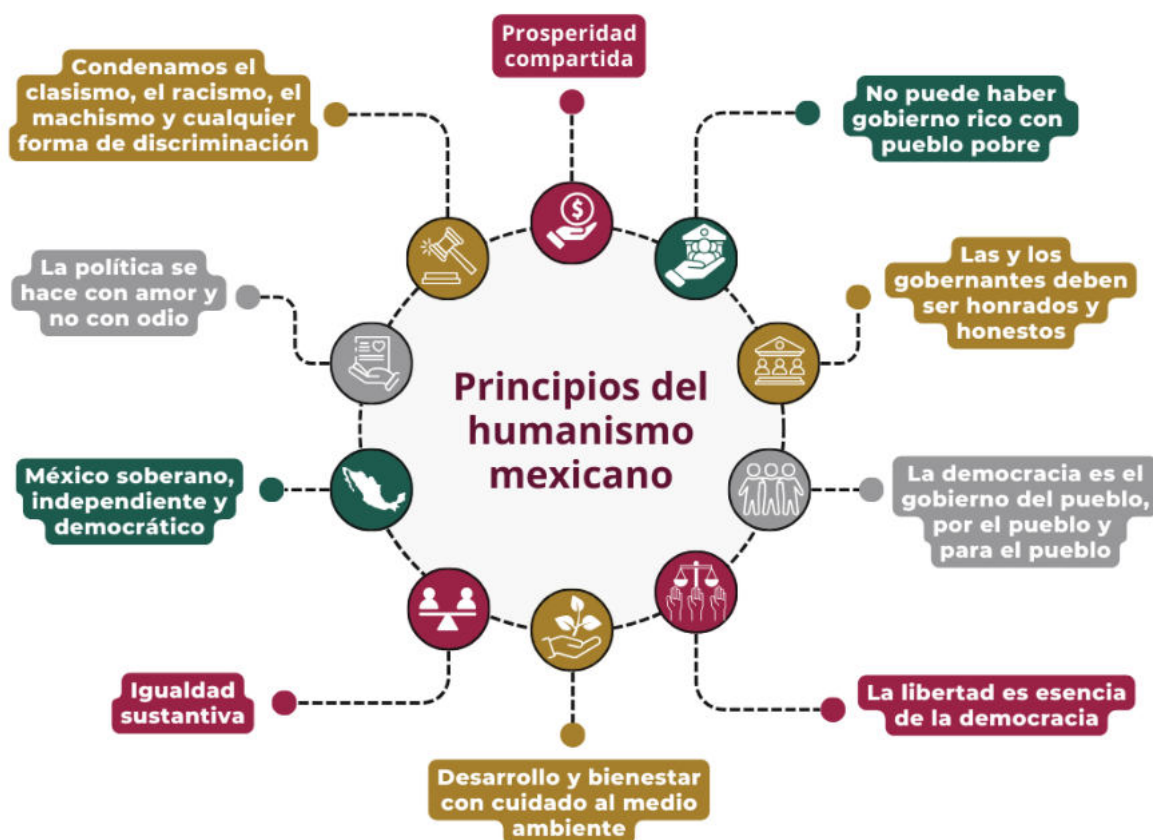 Principios del
humanismo
mexicano
Prosperidad
compartida
No puede haber
gobierno rico con
pueblo pobre
Las y los
gobernantes deben
ser honrados y
honestos
La democracia es el
gobierno del pueblo,
por el pueblo y
para el pueblo
La libertad es esencia
de la democracia
Desarrollo y bienestar
con cuidado al medio
ambiente
Igualdad
sustantiva
México soberano,
independiente y
democrático
La política se
hace con amor y
no con odio
Condenamos el
clasismo, el racismo, el
machismo y cualquier
forma de discriminación